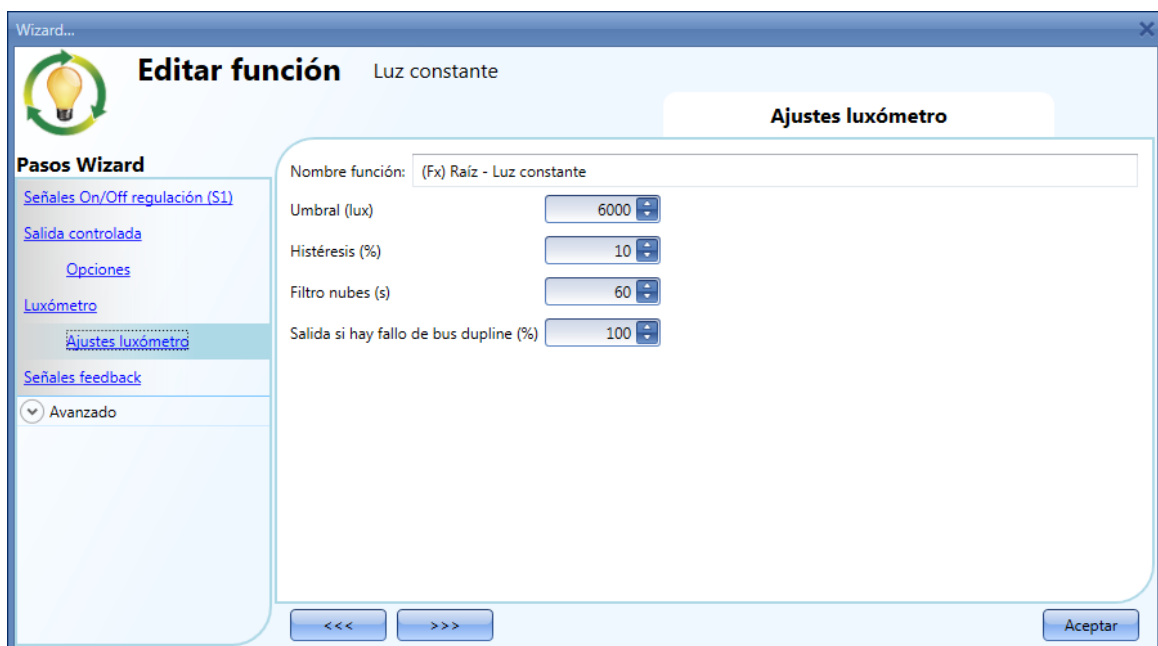 Wizard...
Editar función Luz constante
Ajustes luxómetro
Pasos Wizard
Señales On/Off regulación (S1)
Salida controlada
Opciones
Luxómetro
Ajustes luxómetro
Señales feedback
Avanzado
Nombre función: (Fx) Raíz - Luz constante
Umbral (lux) 6000
Histéresis (%) 10
Filtro nubes (s) 60
Salida si hay fallo de bus dupline (%) 100
<<< >>> Aceptar